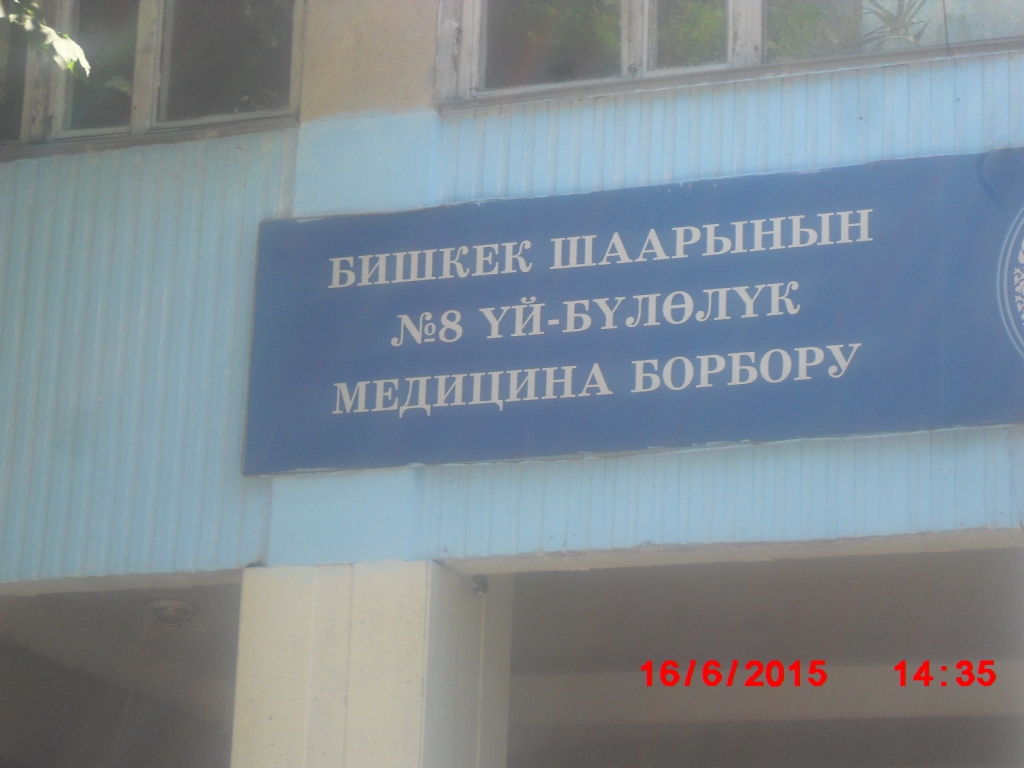 БИШКЕК ШААРЫНЫН
№8 ҮЙ-БҮЛӨЛҮК
МЕДИЦИНА БОРБОРУ
16/6/2015 14:35